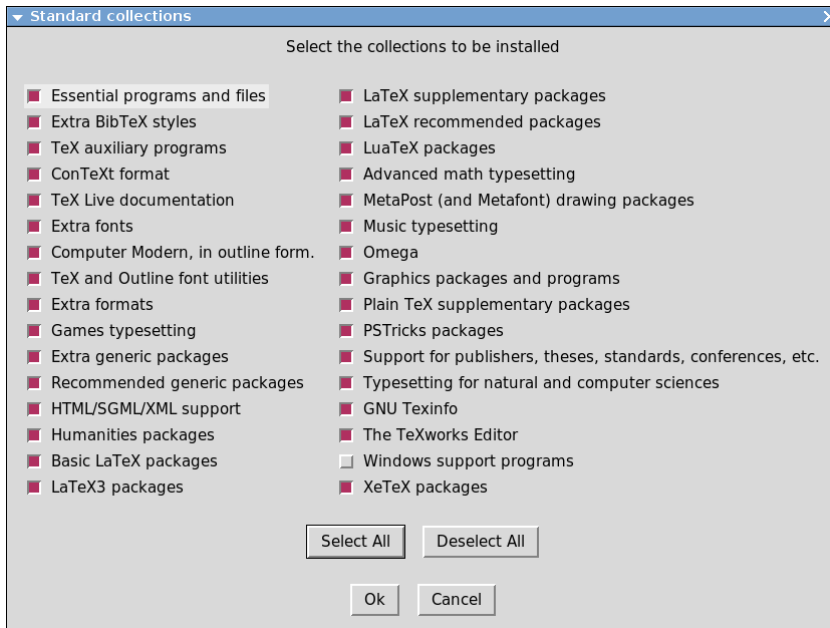 Standard collections
Select the collections to be installed
Essential programs and files
Extra BibTeX styles
TeX auxiliary programs
ConTeXt format
TeX Live documentation
Extra fonts
Computer Modern, in outline form.
TeX and Outline font utilities
Extra formats
Games typesetting
Extra generic packages
Recommended generic packages
HTML/SGML/XML support
Humanities packages
Basic LaTeX packages
LaTeX3 packages
LaTeX supplementary packages
LaTeX recommended packages
LuaTeX packages
Advanced math typesetting
MetaPost (and Metafont) drawing packages
Music typesetting
Omega
Graphics packages and programs
Plain TeX supplementary packages
PSTricks packages
Support for publishers, theses, standards, conferences, etc.
Typesetting for natural and computer sciences
GNU Texinfo
The TeXworks Editor
Windows support programs
XeTeX packages
Select All
Deselect All
Ok
Cancel